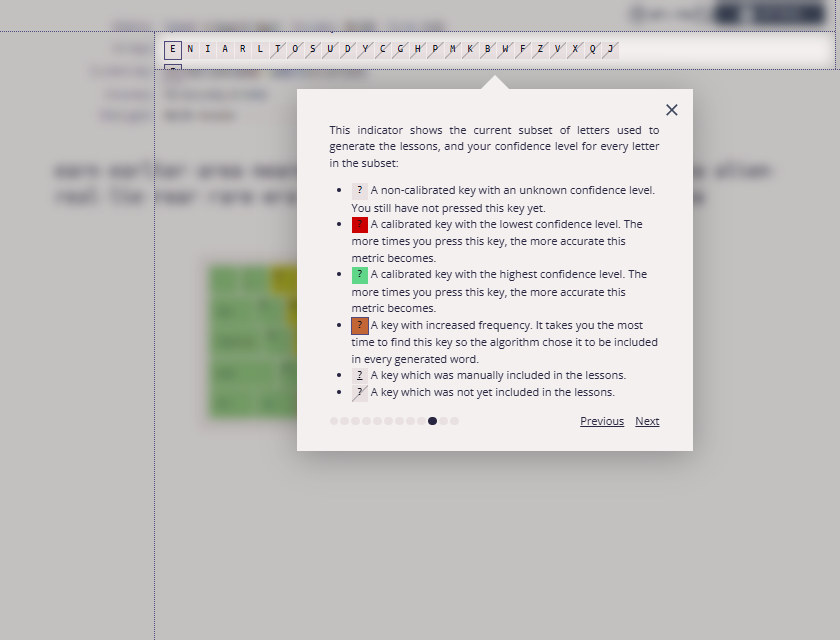 E N I A R L T O S U D Y C G H P M K B W F Z V X Q J
This indicator shows the current subset of letters used to
generate the lessons, and your confidence level for every letter
in the subset:
? A non-calibrated key with an unknown confidence level.
You still have not pressed this key yet.
? A calibrated key with the lowest confidence level. The
more times you press this key, the more accurate this
metric becomes.
? A calibrated key with the highest confidence level. The
more times you press this key, the more accurate this
metric becomes.
? A key with increased frequency. It takes you the most
time to find this key so the algorithm chose it to be included
in every generated word.
? A key which was manually included in the lessons.
? A key which was not yet included in the lessons.
Previous Next